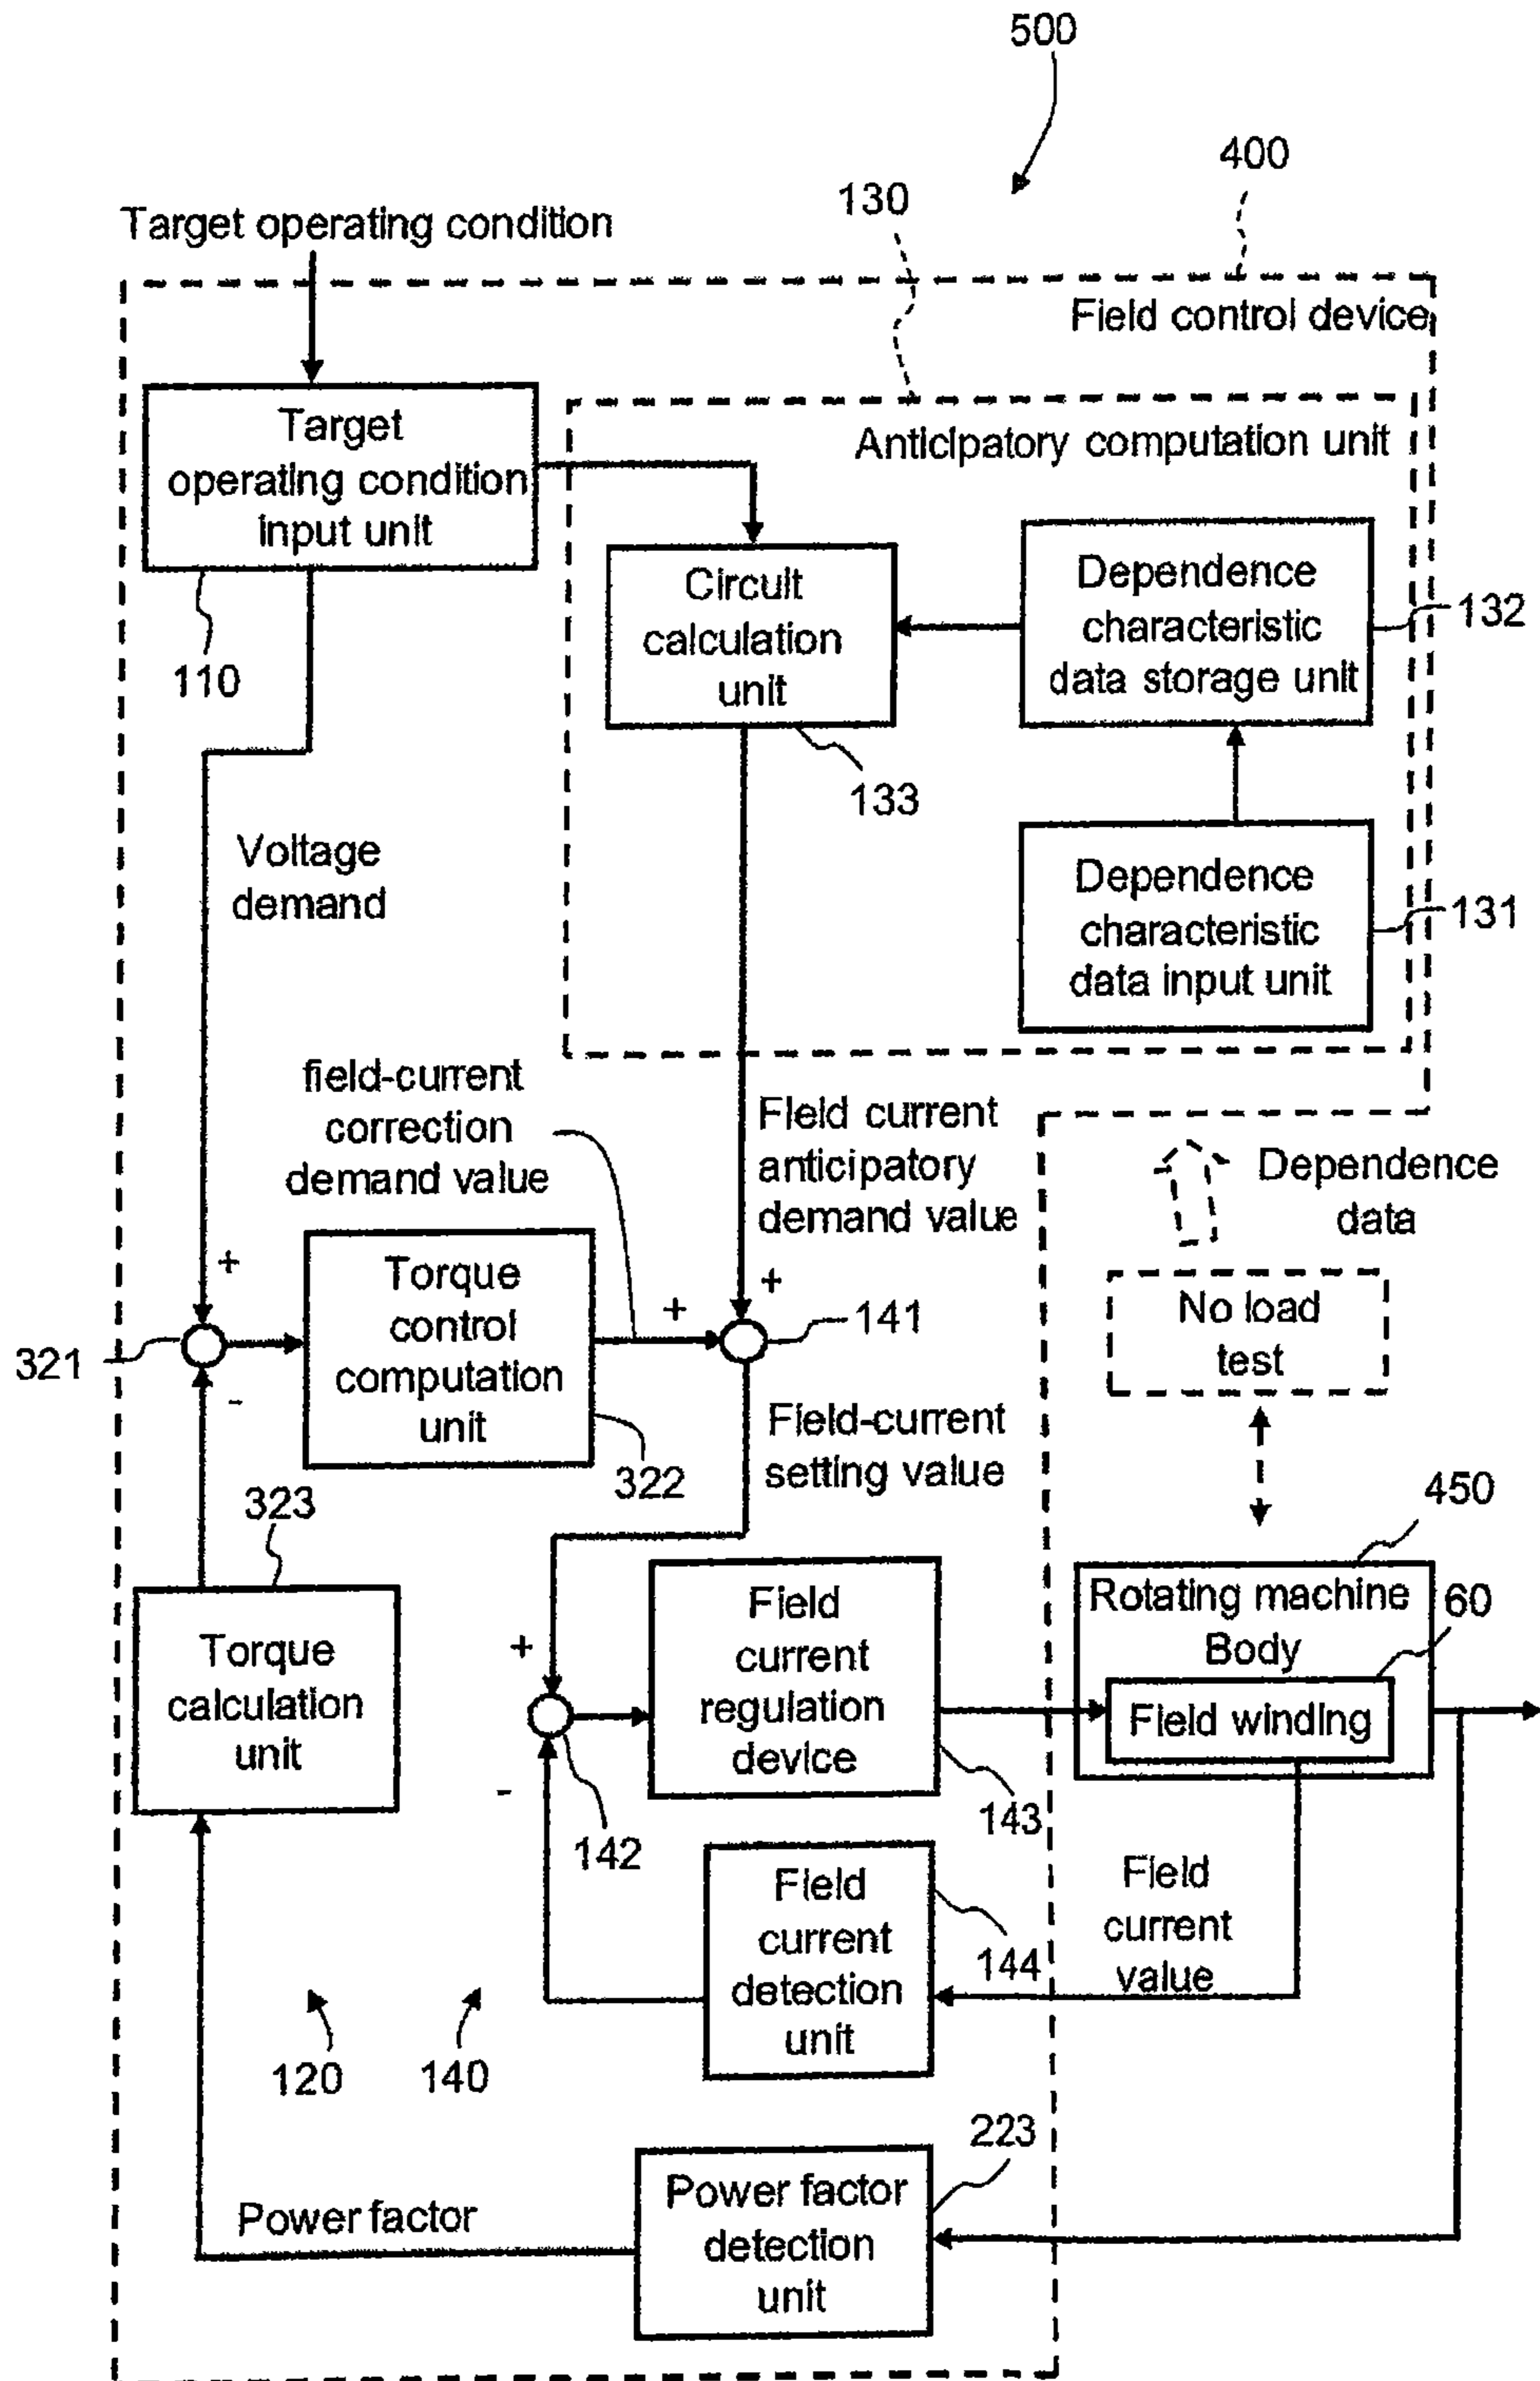 500
400
130
Target operating condition
Field control device
Target
operating condition
input unit
110
Anticipatory computation unit
Circuit
calculation
unit
133
Dependence
characteristic
data storage unit
132
Dependence
characteristic
data input unit
131
Voltage
demand
field-current
correction
demand value
Field current
anticipatory
demand value
Dependence
data
No load
test
+
321
-
Torque
control
computation
unit
322
+
+
141
Field-current
setting value
323
Torque
calculation
unit
+
-
142
Field
current
regulation
device
143
450
Rotating machine
Body
60
Field winding
Field
current
detection
unit
144
Field
current
value
120
140
223
Power factor
detection
unit
Power factor